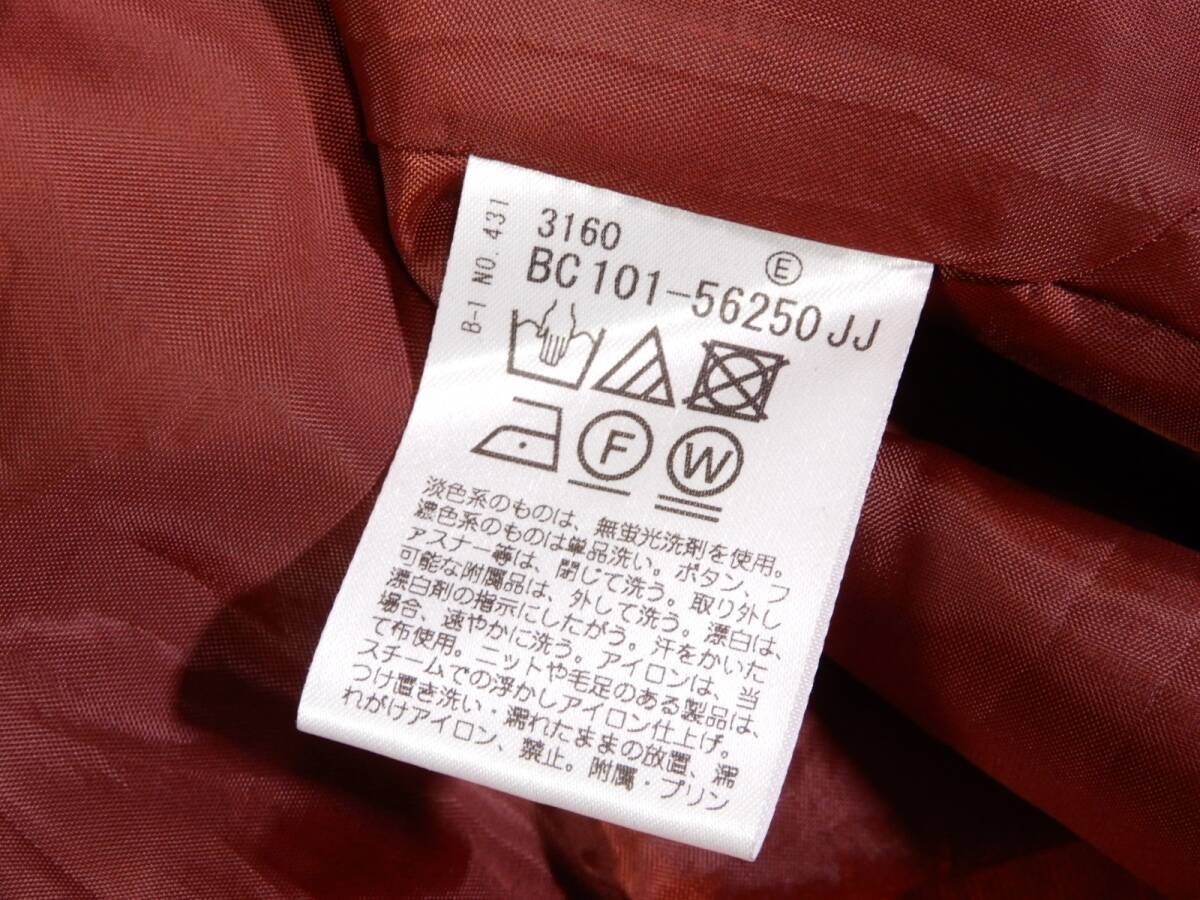 B-1 NO. 431
3160
Ⓔ
BC101-56250JJ
F
W
淡色系のものは、無蛍光洗剤を使用。
濃色系のものは単品洗い。ボタン、フ
ァスナー等は、閉じて洗う。取り外し
可能な附属品は、外して洗う。漂白は、
漂白剤の指示にしたがう。汗をかいた
場合、速やかに洗う。アイロンは、当
て布使用。ニットや毛足のある製品は、
スチームでの浮かしアイロン仕上げ。
つけ置き洗い・濡れたままの放置、濡
れがけアイロン、禁止。附属・プリン